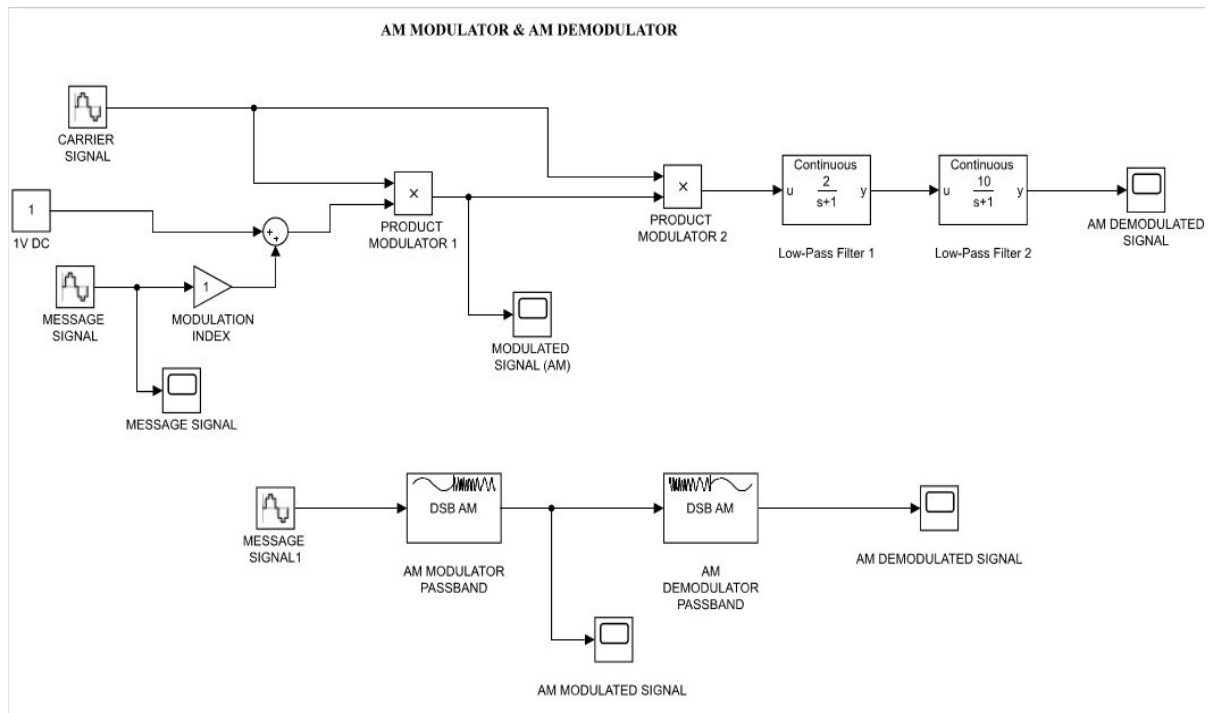 AM MODULATOR & AM DEMODULATOR
CARRIER
SIGNAL
1
1V DC
MESSAGE
SIGNAL
1
MODULATION
INDEX
MESSAGE SIGNAL
+
+
×
PRODUCT
MODULATOR 1
MODULATED
SIGNAL (AM)
×
PRODUCT
MODULATOR 2
Continuous
u 2 y
s+1
Low-Pass Filter 1
Continuous
u 10 y
s+1
Low-Pass Filter 2
AM DEMODULATED
SIGNAL
MESSAGE
SIGNAL1
DSB AM
AM MODULATOR
PASSBAND
DSB AM
AM
DEMODULATOR
PASSBAND
AM DEMODULATED SIGNAL
AM MODULATED SIGNAL